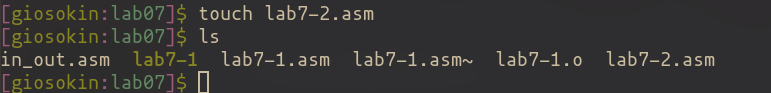 [giosokin:lab07]$ touch lab7-2.asm
[giosokin:lab07]$ ls
in_out.asm  lab7-1  lab7-1.asm  lab7-1.asm~  lab7-1.o  lab7-2.asm
[giosokin:lab07]$